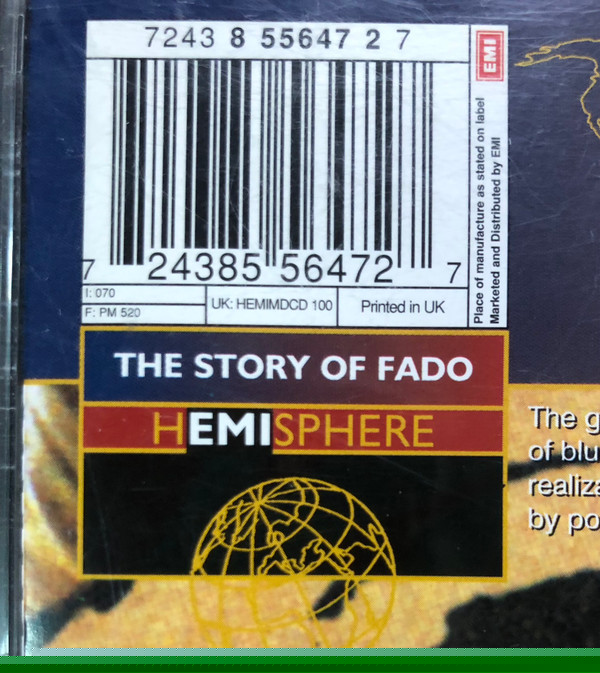 7243 8 55647 2 7
EMI
Place of manufacture as stated on label
Marketed and Distributed by EMI
7 24385 56472 7
I: 070
F: PM 520
UK: HEMIMDCD 100
Printed in UK
THE STORY OF FADO
HEMISPHERE
The g
of blu
realiza
by po